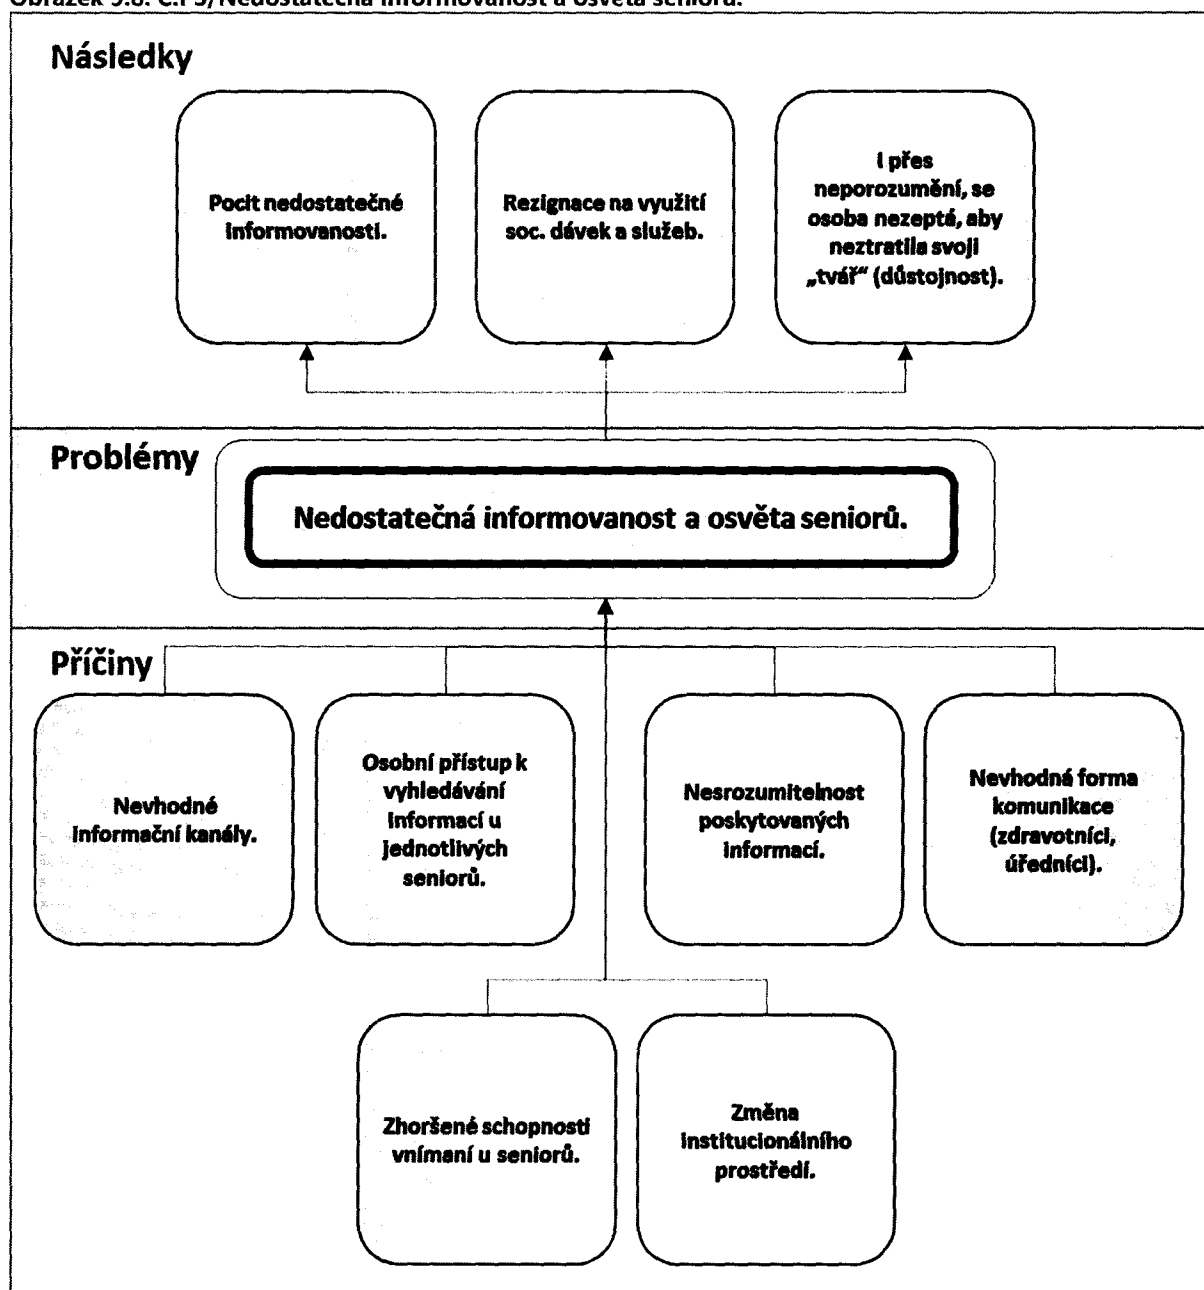 Následky
Pocit nedostatečné
informovanosti.
Rezignace na využití
soc. dávek a služeb.
I přes
neporozumění, se
osoba nezeptá, aby
neztratila svoji
„tvář“ (důstojnost).
Problémy
Nedostatečná informovanost a osvěta seniorů.
Příčiny
Nevhodné
informační kanály.
Osobní přístup k
vyhledávání
informací u
jednotlivých
seniorů.
Nesrozumitelnost
poskytovaných
informací.
Nevhodná forma
komunikace
(zdravotníci,
úředníci).
Zhoršené schopnosti
vnímaní u seniorů.
Změna
institucionálního
prostředí.